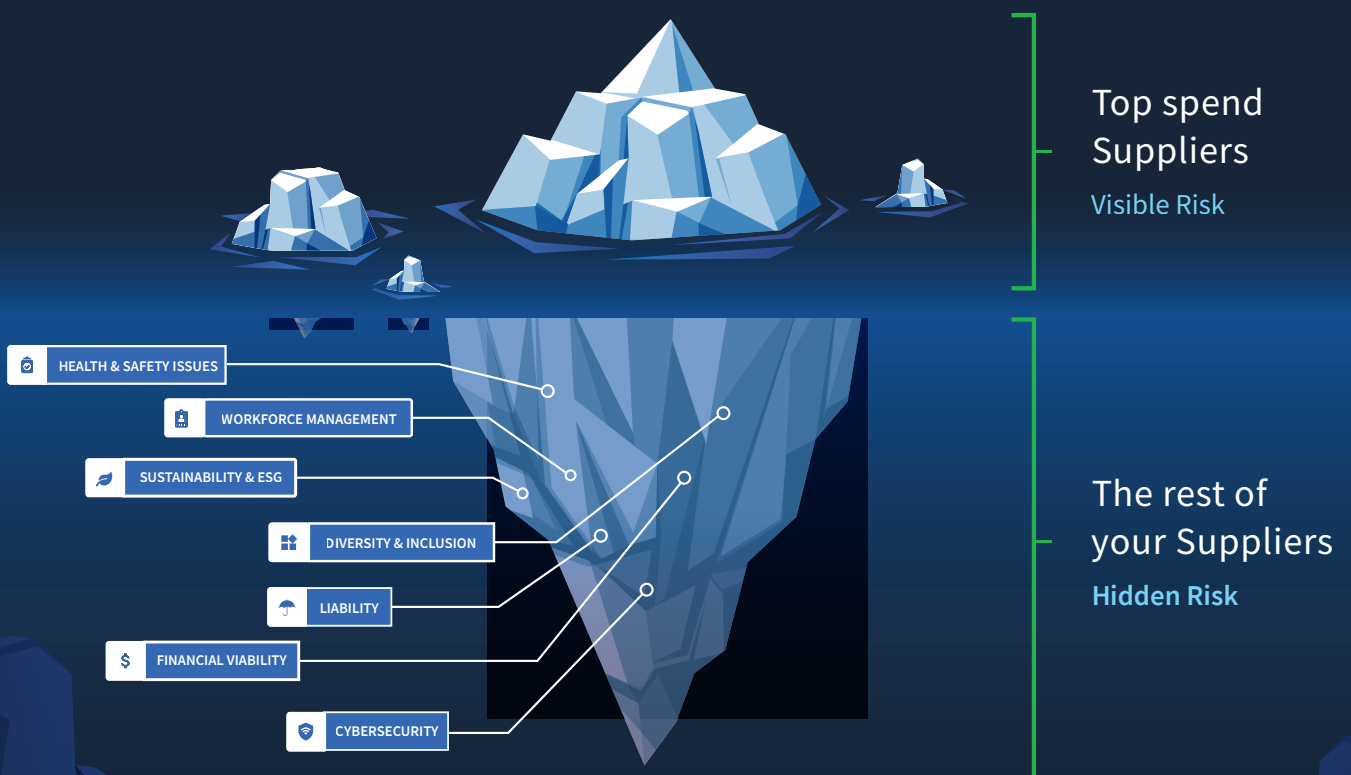 Top spend
Suppliers
Visible Risk
HEALTH & SAFETY ISSUES
WORKFORCE MANAGEMENT
SUSTAINABILITY & ESG
DIVERSITY & INCLUSION
LIABILITY
FINANCIAL VIABILITY
CYBERSECURITY
The rest of
your Suppliers
Hidden Risk